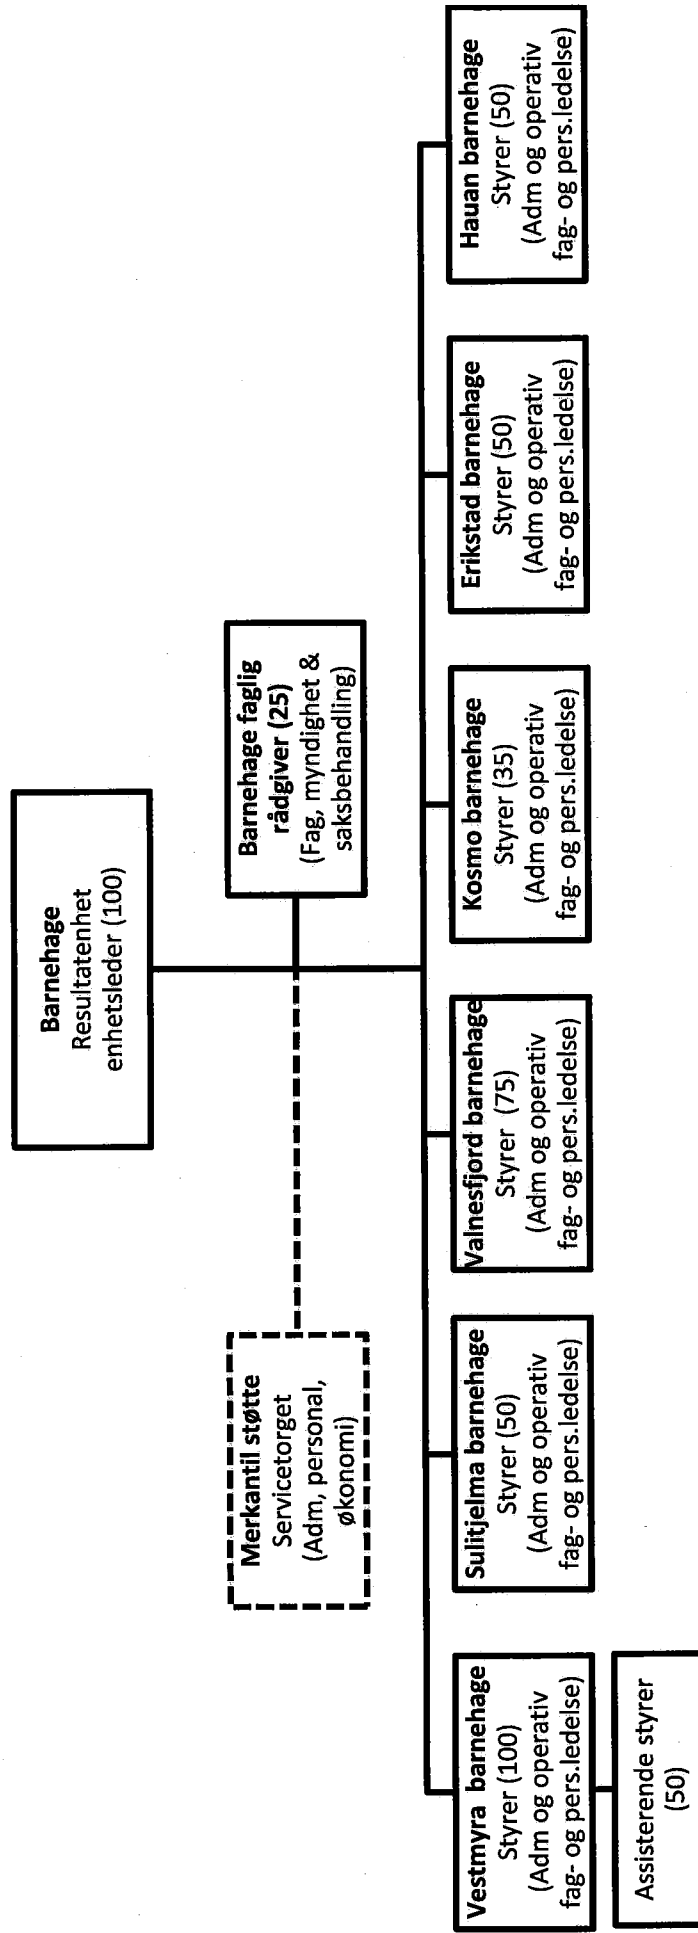 Barnehage
Resultatenhet
enhetsleder (100)
Merkantil støtte
Servicetorget
(Adm, personal,
økonomi)
Barnehage faglig
rådgiver (25)
(Fag, myndighet &
saksbehandling)
Vestmyra barnehage
Styrer (100)
(Adm og operativ
fag- og pers.ledelse)
Sulitjelma barnehage
Styrer (50)
(Adm og operativ
fag- og pers.ledelse)
Valnesfjord barnehage
Styrer (75)
(Adm og operativ
fag- og pers.ledelse)
Kosmo barnehage
Styrer (35)
(Adm og operativ
fag- og pers.ledelse)
Erikstad barnehage
Styrer (50)
(Adm og operativ
fag- og pers.ledelse)
Hauan barnehage
Styrer (50)
(Adm og operativ
fag- og pers.ledelse)
Assisterende styrer
(50)